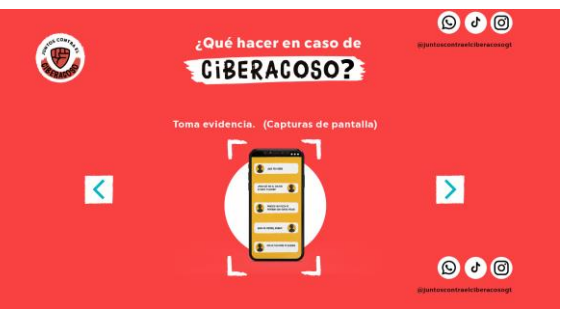 JUNTOS CONTRA EL
CIBERACOSO
@juntoscontraelciberacosogt
¿Qué hacer en caso de
CiBERACOSO?
Toma evidencia. (Capturas de pantalla)
@juntoscontraelciberacosogt